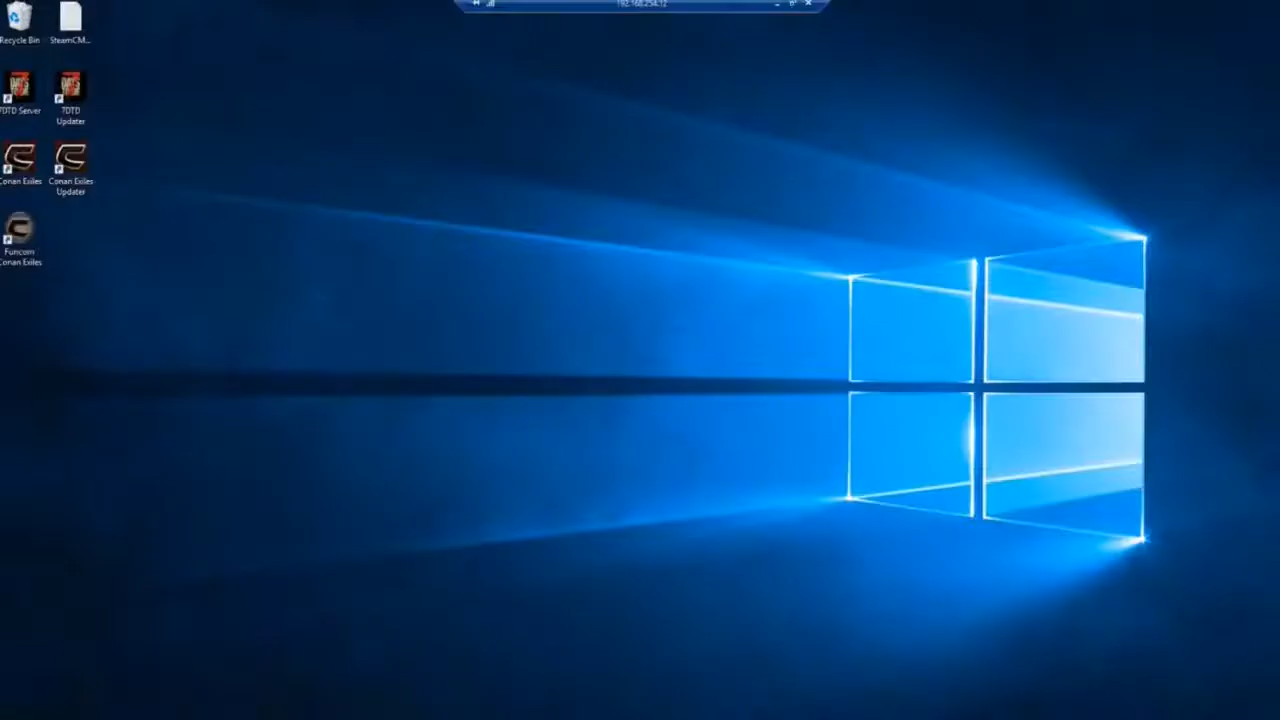 192.168.254.12
Recycle Bin
SteamCM...
7DTD Server
7DTD
Updater
Conan Exiles
Conan Exiles
Updater
Funcom
Conan Exiles